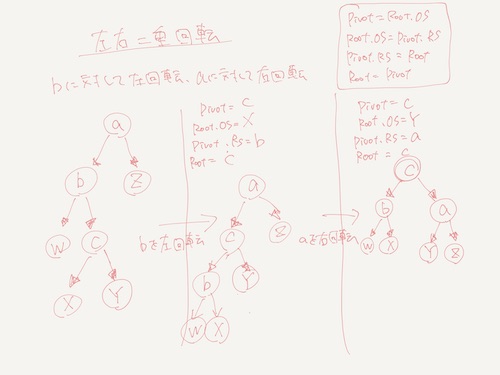 左右二重回転
bに対して左回転、aに対して右回転
Pivot = Root.OS
Root.OS = Pivot.RS
Pivot.RS = Root
Root = Pivot
a
b
Z
W
C
X
Y
Pivot = C
Root.OS = X
Pivot.RS = b
Root = C
a
C
Z
b
Y
W
X
bを左回転
Pivot = C
Root.OS = Y
Pivot.RS = a
Root = C
C
b
a
W
X
Y
Z
aを右回転